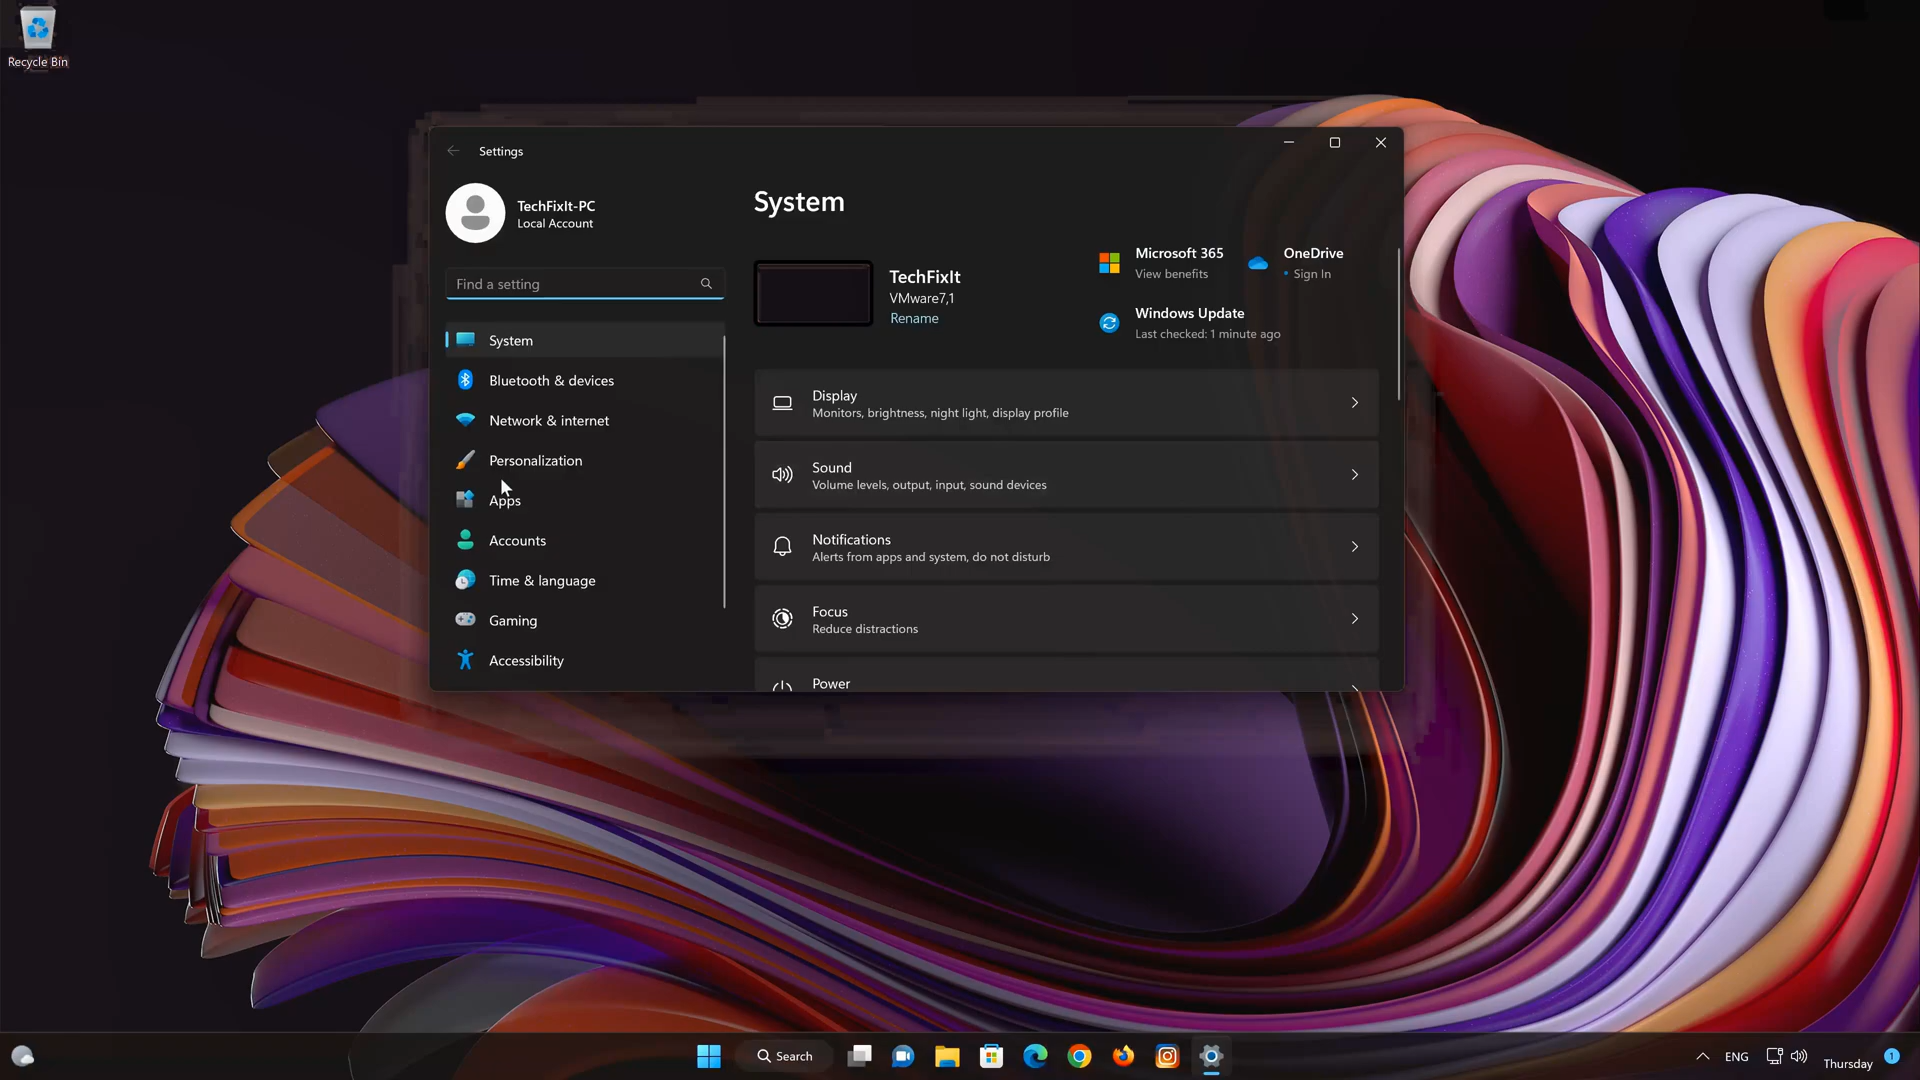 Recycle Bin
Settings
TechFixIt-PC
Local Account
Find a setting
System
Bluetooth & devices
Network & internet
Personalization
Apps
Accounts
Time & language
Gaming
Accessibility
System
TechFixIt
VMware7,1
Rename
Microsoft 365
View benefits
OneDrive
• Sign In
Windows Update
Last checked: 1 minute ago
Display
Monitors, brightness, night light, display profile
Sound
Volume levels, output, input, sound devices
Notifications
Alerts from apps and system, do not disturb
Focus
Reduce distractions
Power
Search
ENG
Thursday
1